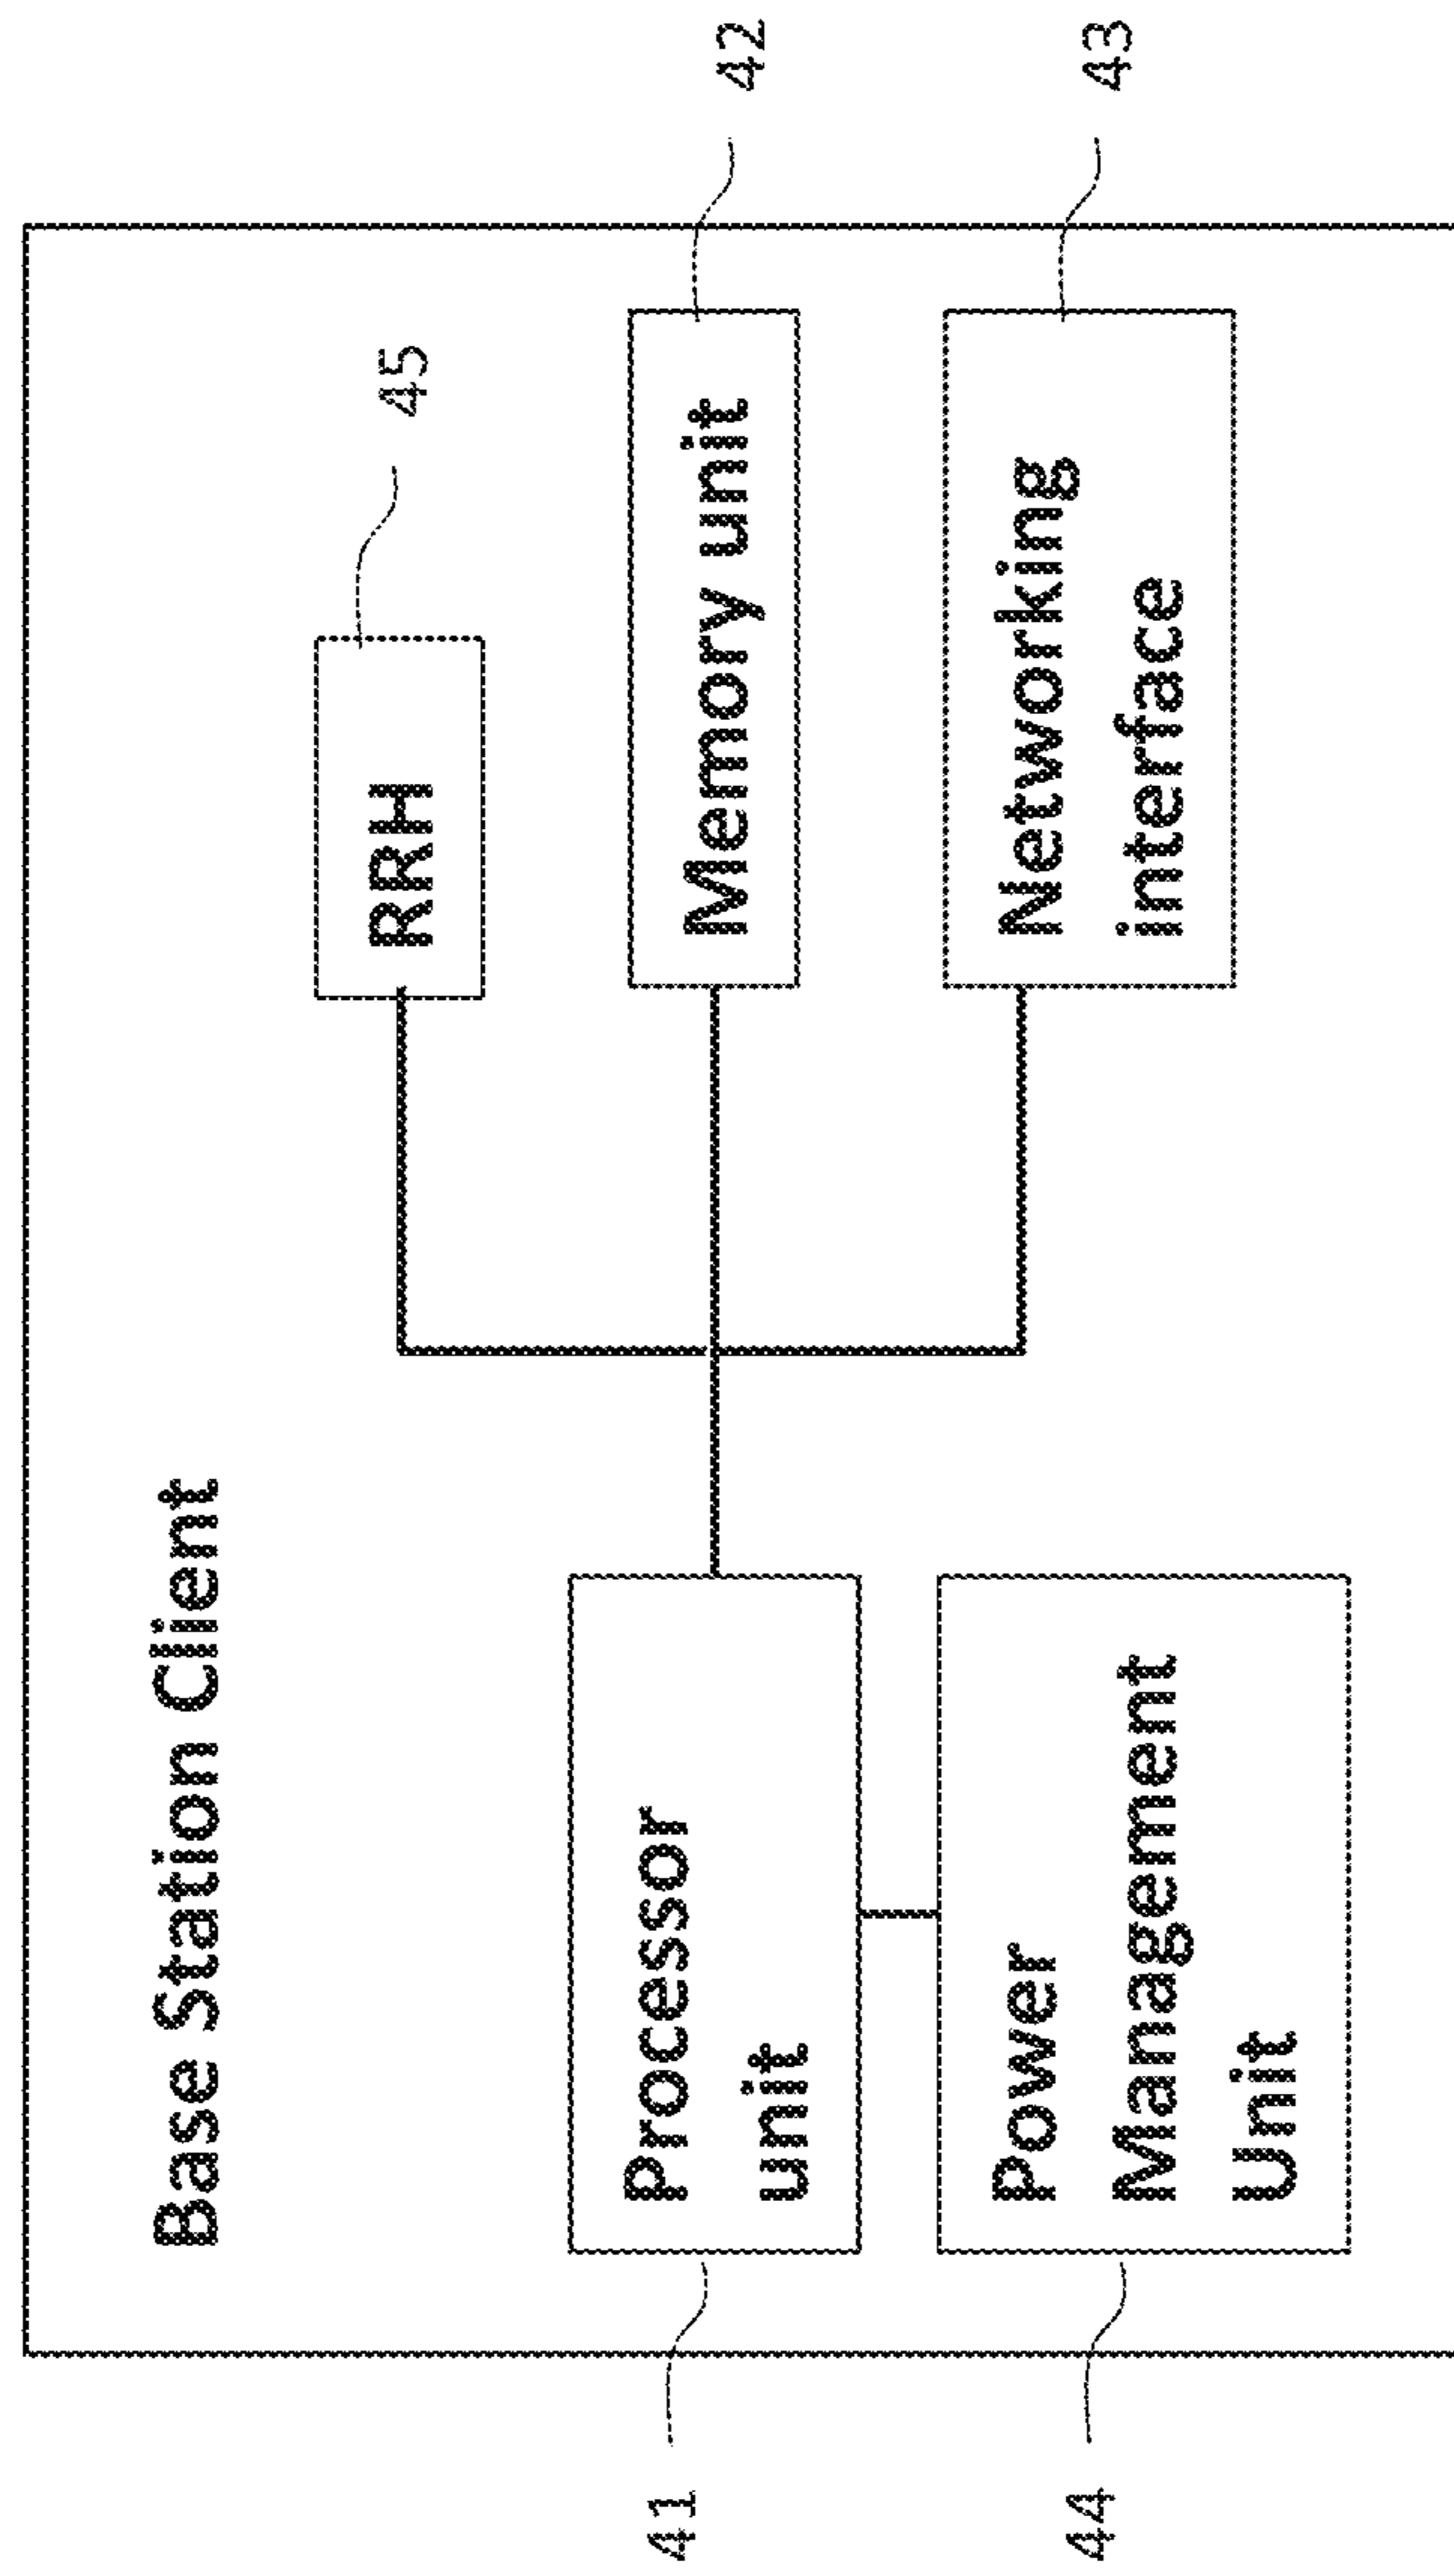 Base Station Client
45
RRH
41
Processor
unit
Memory unit
42
44
Power
Management
Unit
Networking
interface
43